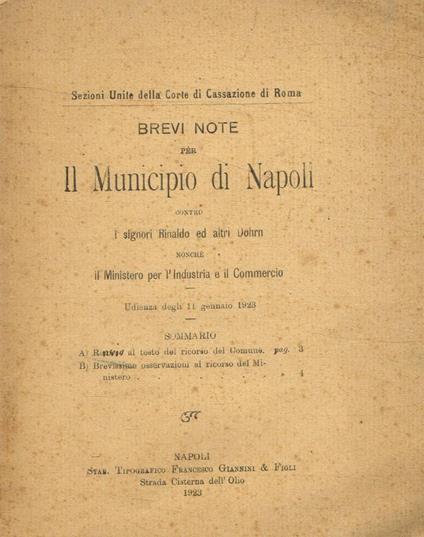 Sezioni Unite della Corte di Cassazione di Roma
BREVI NOTE
PER
Il Municipio di Napoli
CONTRO
i signori Rinaldo ed altri Dohrn
NONCHÈ
il Ministero per l'Industria e il Commercio
Udienza degli 11 gennaio 1923
SOMMARIO
A) Rinvio al testo del ricorso del Comune. pag. 3
B) Brevissime osservazioni al ricorso del Mi-
nistero . . . . . . » 4
NAPOLI
STAB. TIPOGRAFICO FRANCESCO GIANNINI & FIGLI
Strada Cisterna dell'Olio
1923